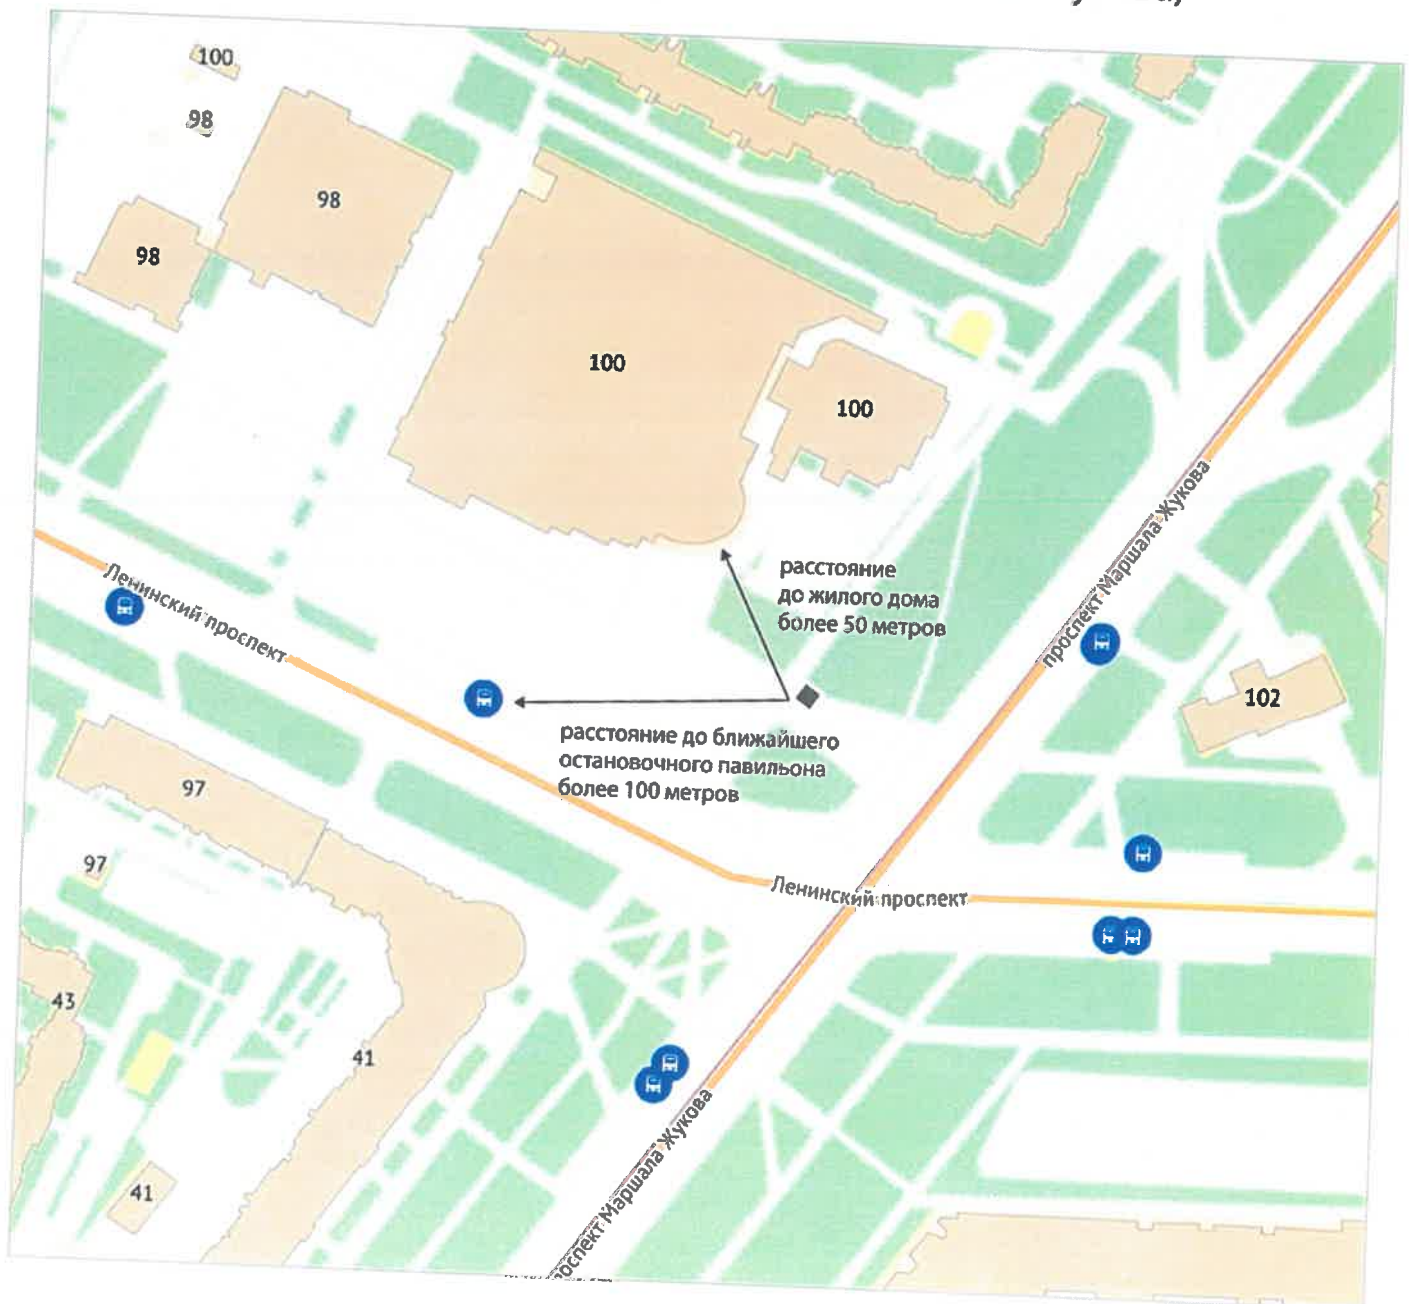 100
98
98
98
100
100
расстояние
до жилого дома
более 50 метров
проспект Маршала Жукова
Ленинский проспект
102
расстояние до ближайшего
остановочного павильона
более 100 метров
97
97
Ленинский проспект
43
41
41
Маршала Жукова